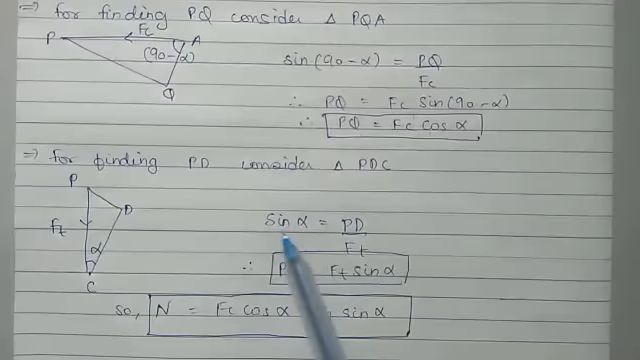 => for finding PQ consider Δ PQA
P Fc A
(90-α)
Q
sin(90-α) = PQ
Fc
∴ PQ = Fc sin(90-α)
∴ PQ = Fc cos α
=> for finding PD consider Δ PDC
P
D
Ft
α
C
sin α = PD
Ft
∴ P Ft sin α
so, N = Fc cos α sin α